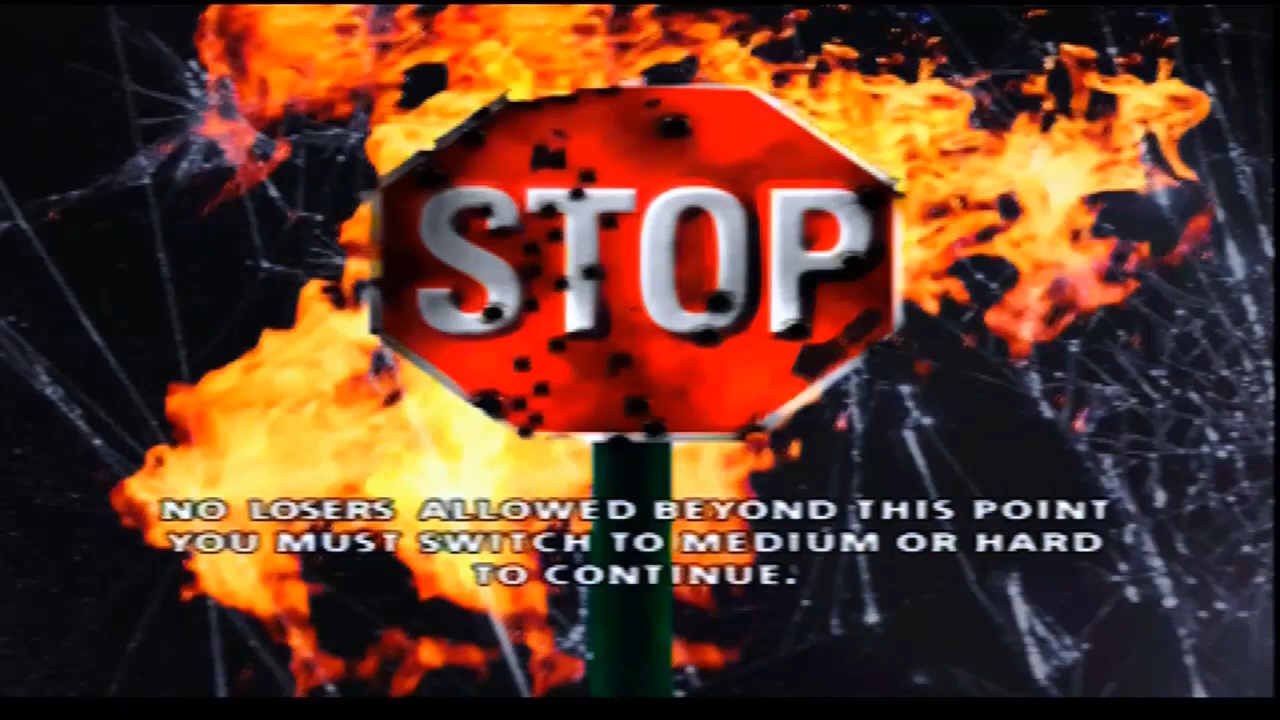 STOP
NO LOSERS ALLOWED BEYOND THIS POINT
YOU MUST SWITCH TO MEDIUM OR HARD
TO CONTINUE.